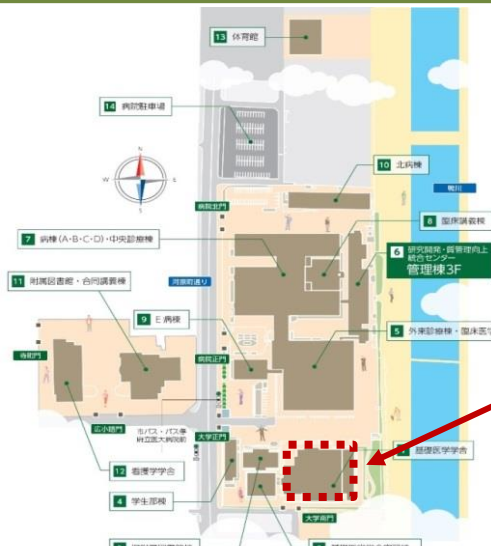 13 体育館
14 病院駐車場
N
W
E
S
10 北病棟
鴨川
病院北門
8 臨床講義棟
7 病棟(A・B・C・D)・中央診療棟
6 研究開発・質管理向上
統合センター
管理棟3F
11 附属図書館・合同講義棟
河原町通り
9 E病棟
5 外来診療棟・臨床医学
寺町門
病院正門
広小路門
市バス・バス停
府立医大病院前
大学正門
12 看護学学舎
基礎医学学舎
4 学生部棟
大学南門